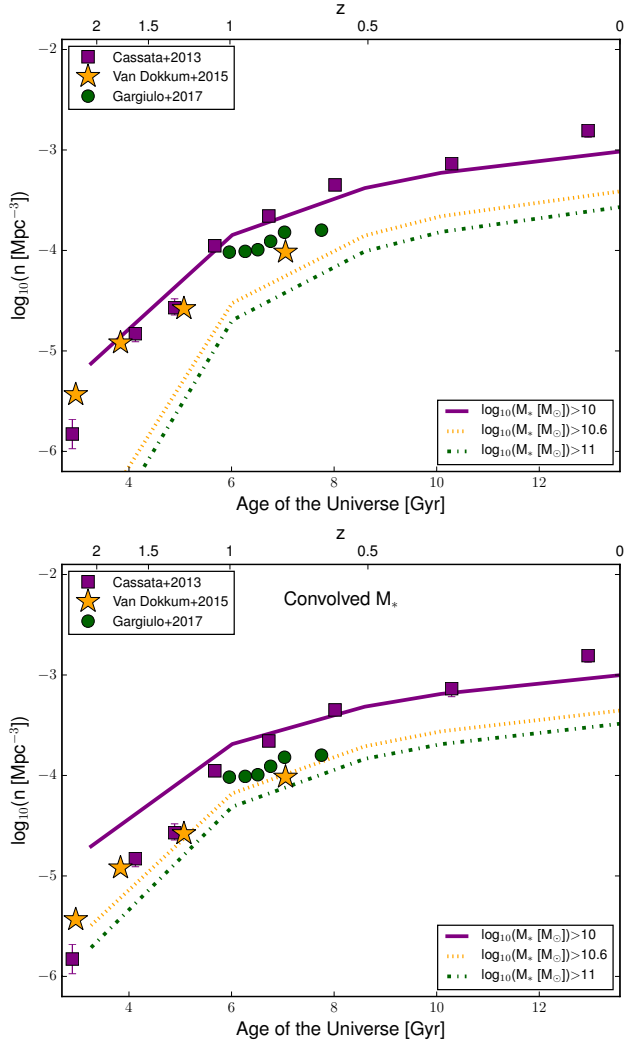 z
2 1.5 1 0.5 0
−2
−3
−4
−5
−6
log₁₀(n [Mpc⁻³])
Cassata+2013
Van Dokkum+2015
Gargiulo+2017
log₁₀(M* [M☉])>10
log₁₀(M* [M☉])>10.6
log₁₀(M* [M☉])>11
4 6 8 10 12
Age of the Universe [Gyr]
z
2 1.5 1 0.5 0
−2
−3
−4
−5
−6
log₁₀(n [Mpc⁻³])
Cassata+2013
Van Dokkum+2015
Gargiulo+2017
Convolved M*
log₁₀(M* [M☉])>10
log₁₀(M* [M☉])>10.6
log₁₀(M* [M☉])>11
4 6 8 10 12
Age of the Universe [Gyr]